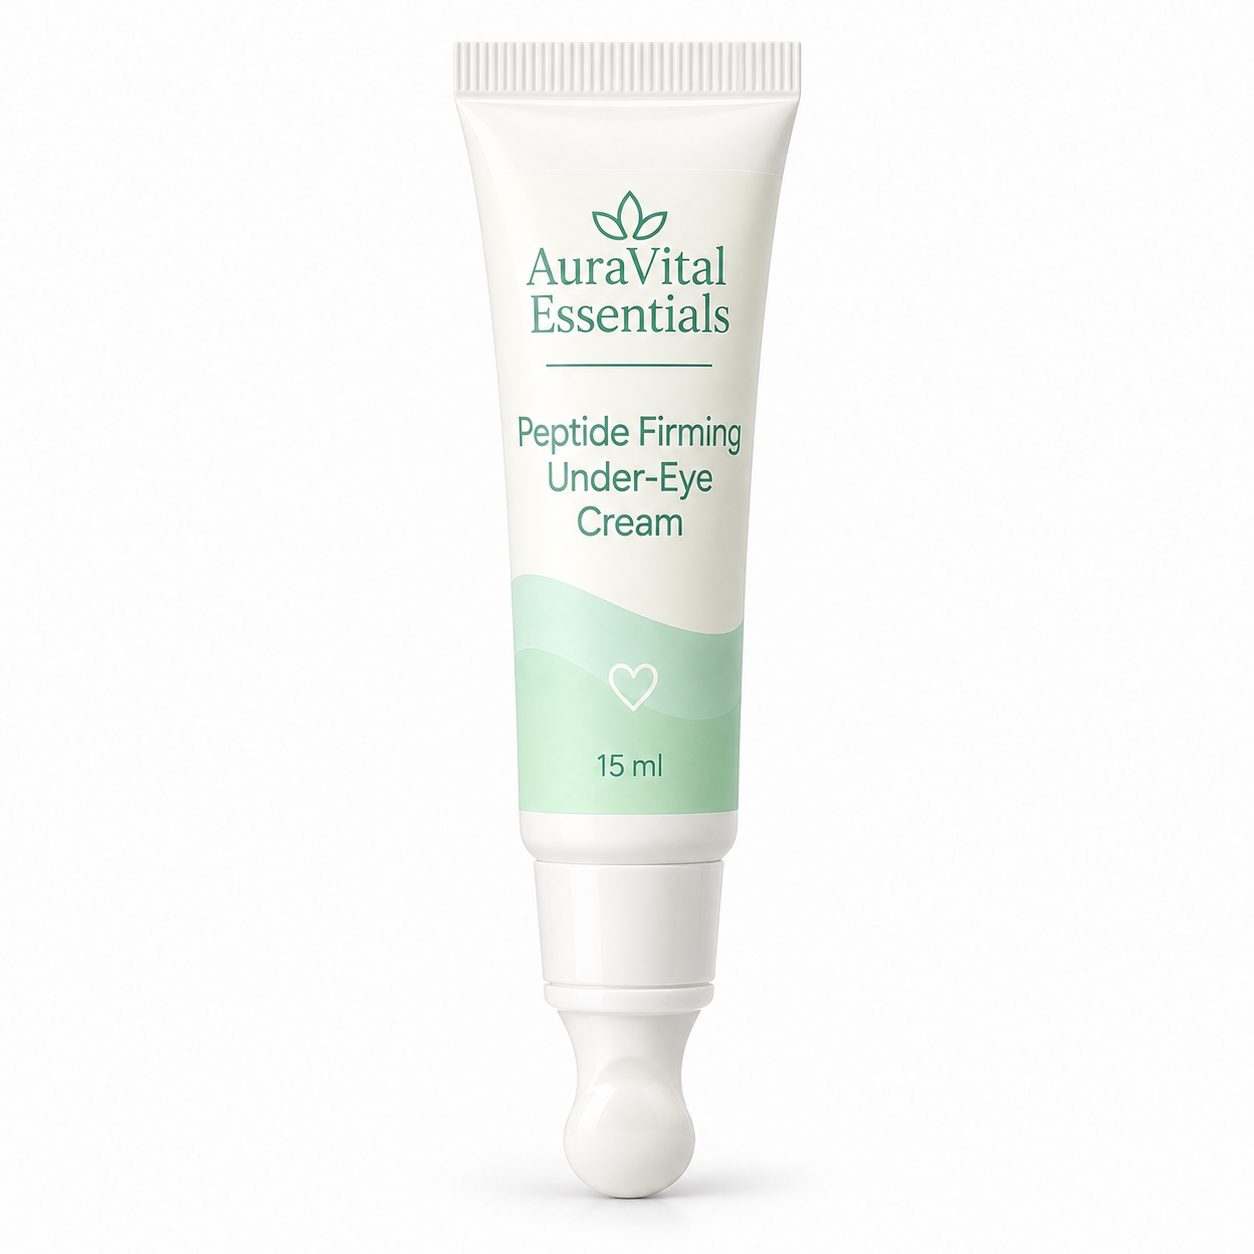 AuraVital
Essentials
Peptide Firming
Under-Eye
Cream
15 ml